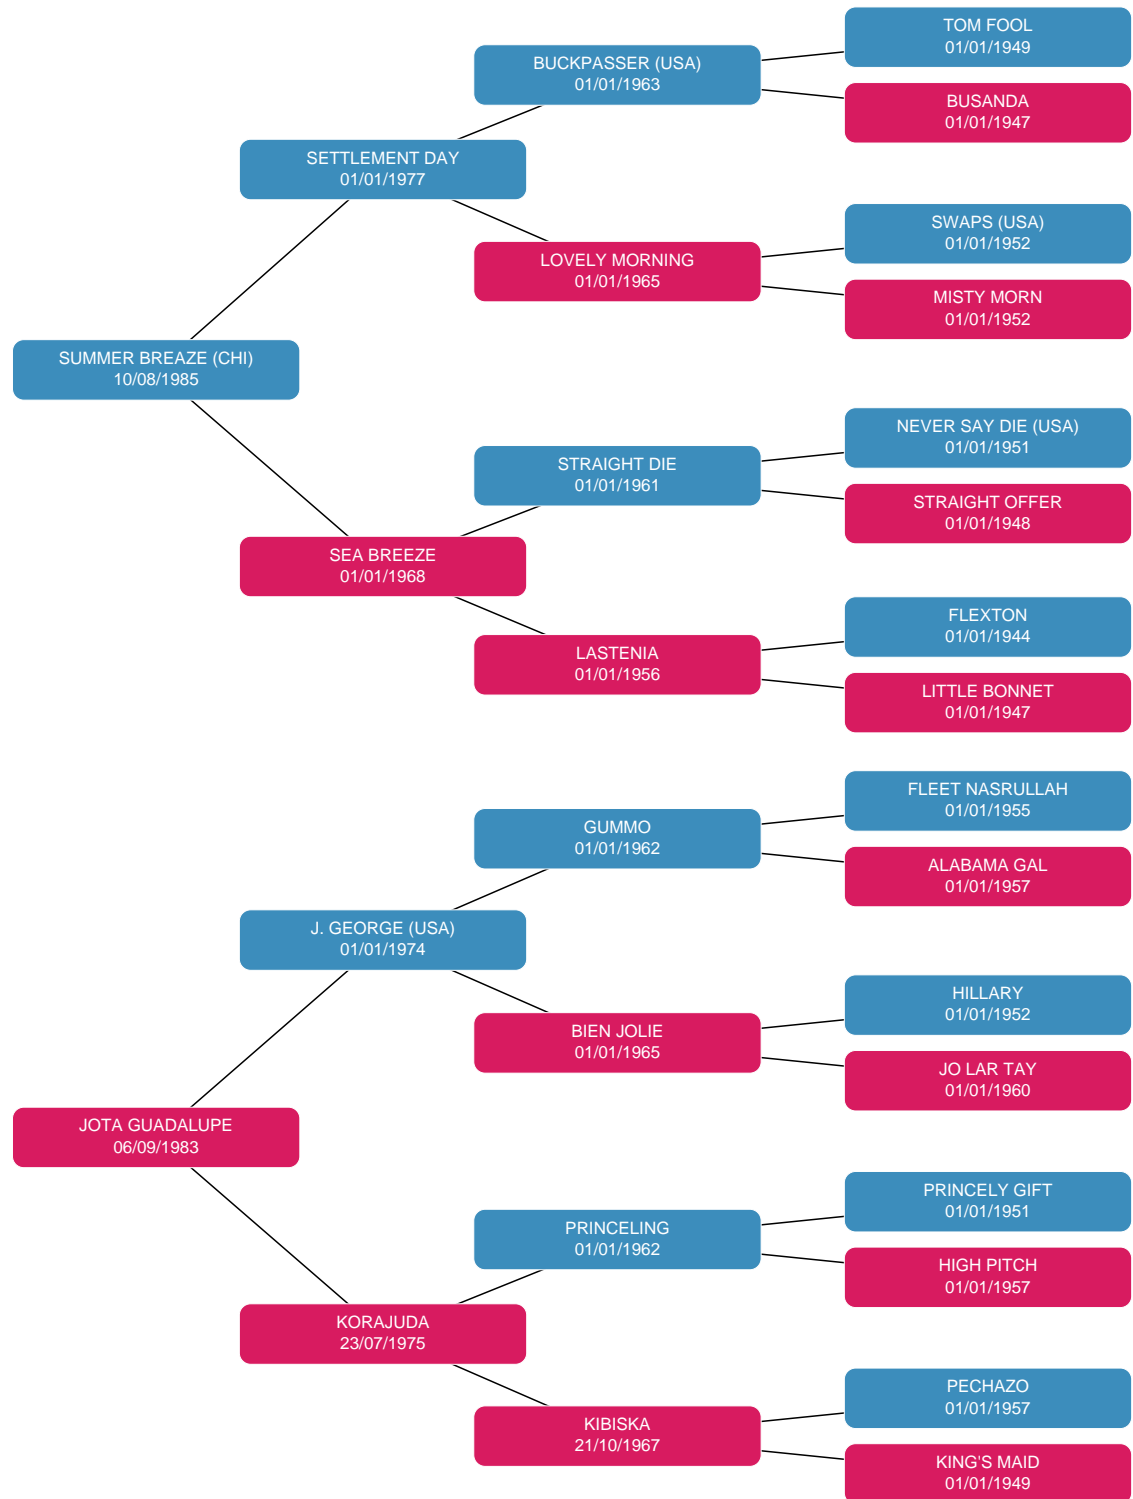 TOM FOOL
01/01/1949
BUCKPASSER (USA)
01/01/1963
BUSANDA
01/01/1947
SETTLEMENT DAY
01/01/1977
SWAPS (USA)
01/01/1952
LOVELY MORNING
01/01/1965
MISTY MORN
01/01/1952
SUMMER BREAZE (CHI)
10/08/1985
NEVER SAY DIE (USA)
01/01/1951
STRAIGHT DIE
01/01/1961
STRAIGHT OFFER
01/01/1948
SEA BREEZE
01/01/1968
FLEXTON
01/01/1944
LASTENIA
01/01/1956
LITTLE BONNET
01/01/1947
FLEET NASRULLAH
01/01/1955
GUMMO
01/01/1962
ALABAMA GAL
01/01/1957
J. GEORGE (USA)
01/01/1974
HILLARY
01/01/1952
BIEN JOLIE
01/01/1965
JO LAR TAY
01/01/1960
JOTA GUADALUPE
06/09/1983
PRINCELY GIFT
01/01/1951
PRINCELING
01/01/1962
HIGH PITCH
01/01/1957
KORAJUDA
23/07/1975
PECHAZO
01/01/1957
KIBISKA
21/10/1967
KING'S MAID
01/01/1949